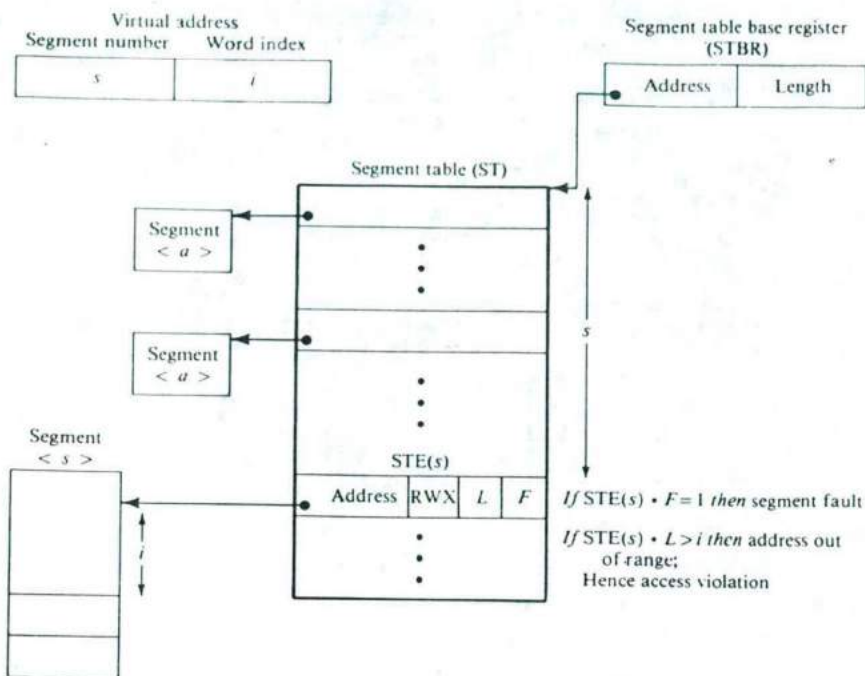 Virtual address
Segment number Word index
s i
Segment table base register
(STBR)
Address Length
Segment table (ST)
Segment
< a >
s
Segment
< a >
Segment
< s >
STE(s)
Address RWX L F
If STE(s) • F = 1 then segment fault
i
If STE(s) • L > i then address out
of range;
Hence access violation